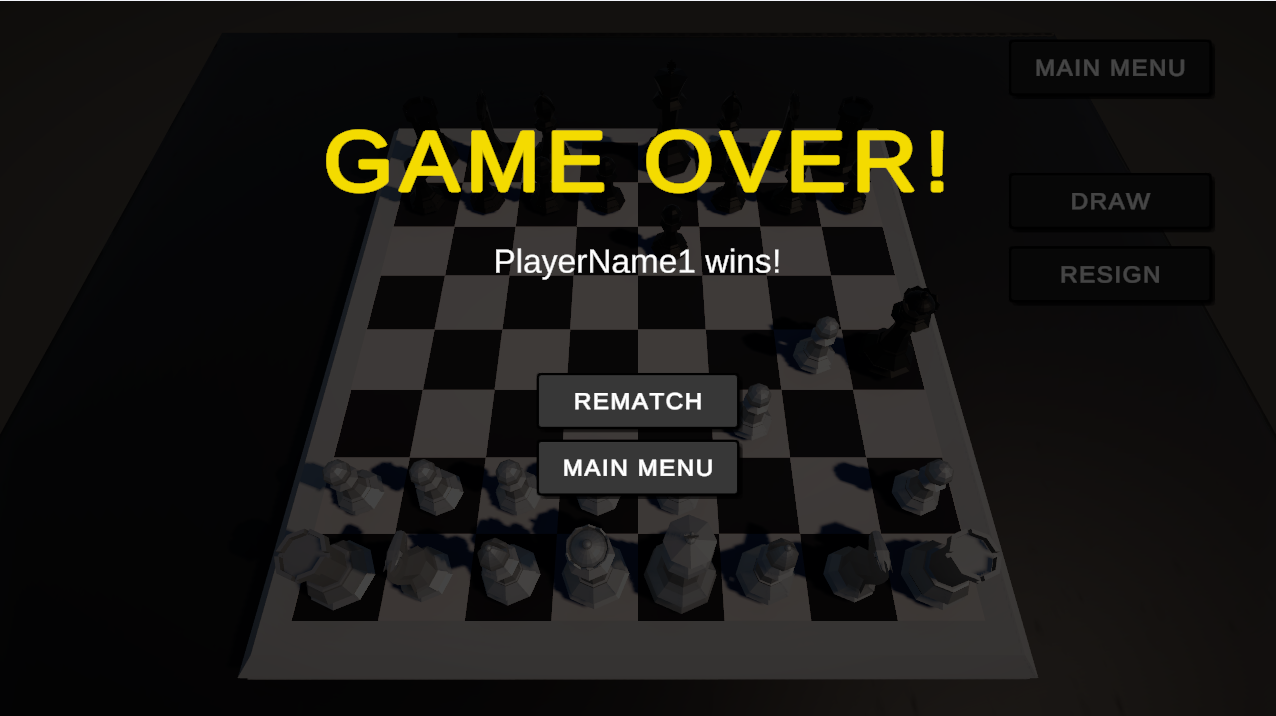 MAIN MENU
GAME OVER!
DRAW
PlayerName1 wins!
RESIGN
REMATCH
MAIN MENU